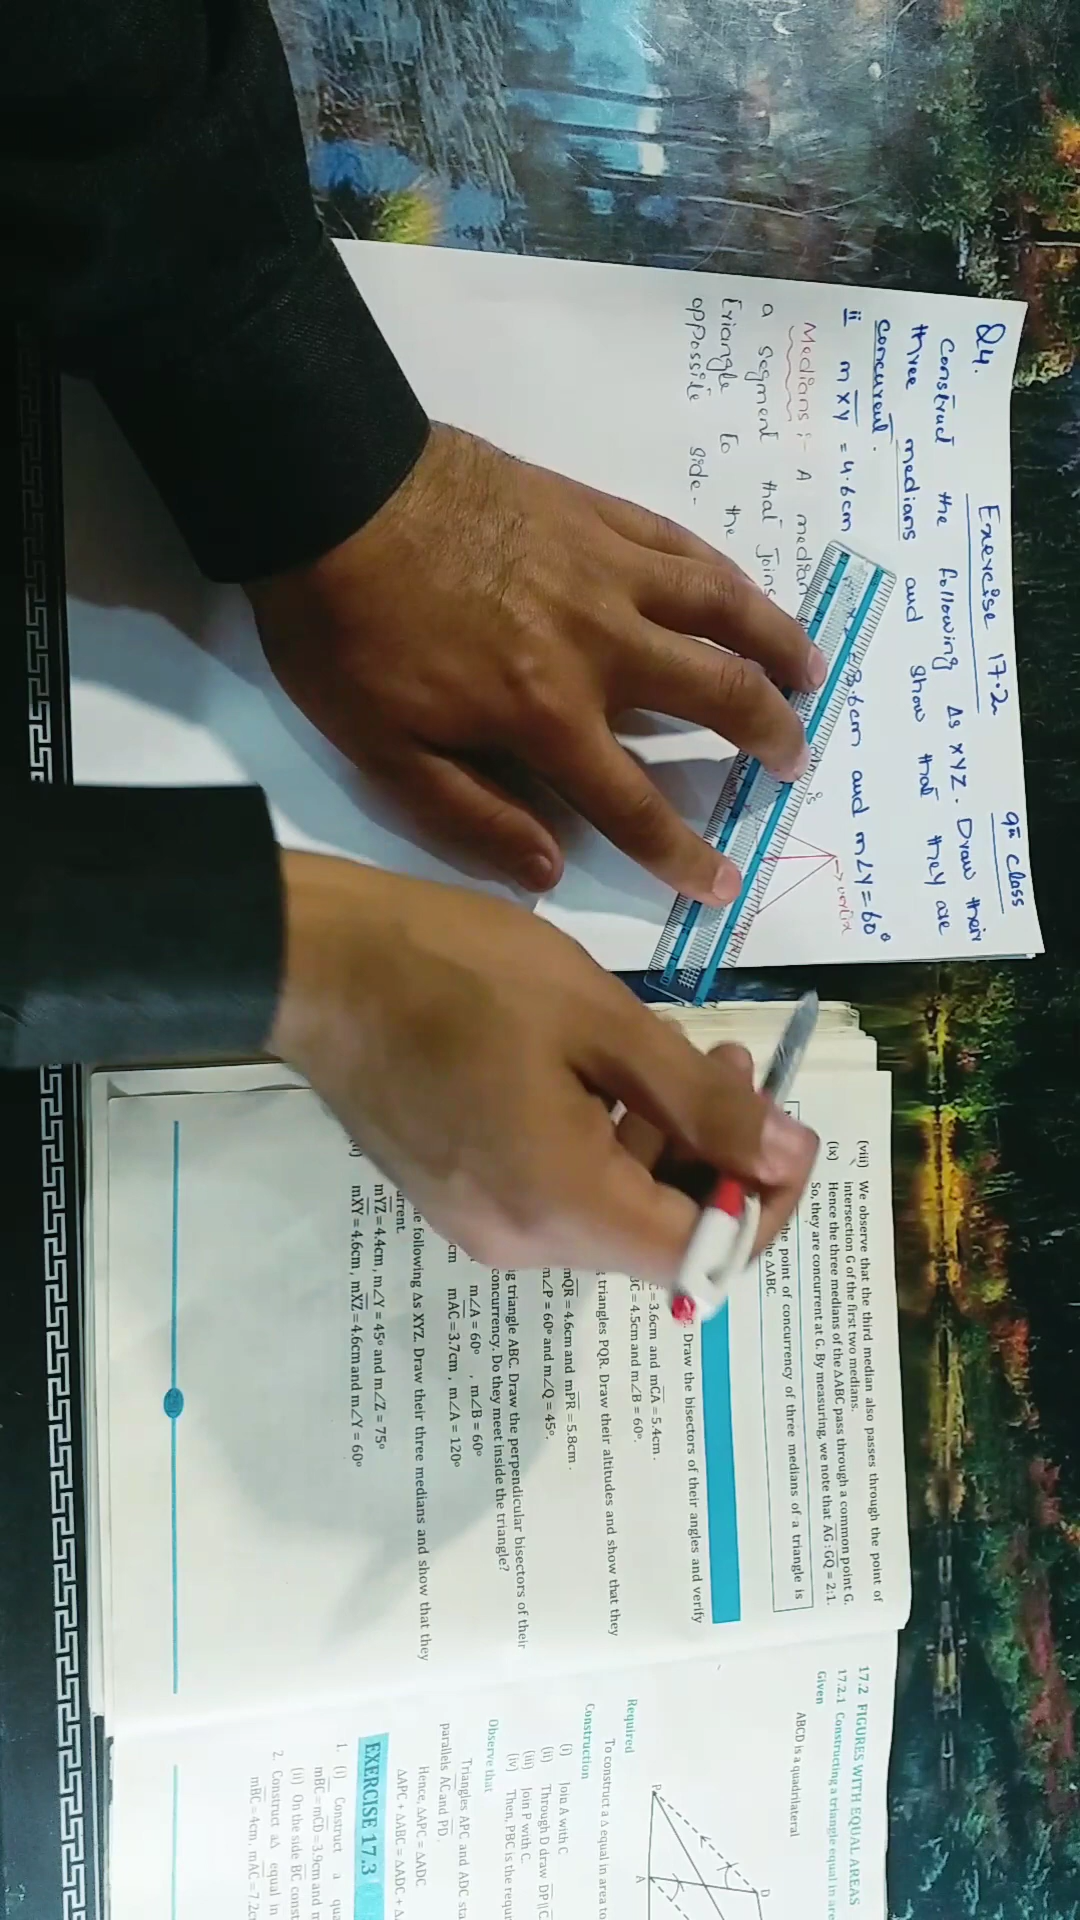 Exercise 17.2
9th Class
Q4.
Construct the following Δs XYZ. Draw their
three medians and show that they are
concurent.
ii mXY = 4.6cm 3.6cm and m∠Y = 60°
Medians :- A median is
a segment that joins
triangle to the
oppossite side.
→ vertix
(viii) We observe that the third median also passes through the point of
intersection G of the first two medians.
(ix) Hence the three medians of the ΔABC pass through a common point G.
So, they are concurrent at G. By measuring, we note that AG : GQ = 2:1.
the point of concurrency of three medians of a triangle is
ΔABC.
Draw the bisectors of their angles and verify
= 3.6cm and mCA = 5.4cm.
= 4.5cm and m∠B = 60°.
triangles PQR. Draw their altitudes and show that they
mQR = 4.6cm and mPR = 5.8cm.
m∠P = 60° and m∠Q = 45°.
triangle ABC. Draw the perpendicular bisectors of their
concurrency. Do they meet inside the triangle?
m∠A = 60° , m∠B = 60°
cm mAC = 3.7cm , m∠A = 120°
following Δs XYZ. Draw their three medians and show that they
mYZ = 4.4cm , m∠Y = 45° and m∠Z = 75°
mXY = 4.6cm , mXZ = 4.6cm and m∠Y = 60°
17.2 FIGURES WITH EQUAL AREAS
17.2.1 Constructing a triangle equal in
Given
ABCD is a quadrilateral
Required
To construct a Δ equal in area to
Construction
(i) Join A with C
(ii) Through D draw DP||
(iii) Join P with C.
(iv) Then, PBC is the
Observe that
Triangles APC and ADC
parallels AC and PD.
Hence, ΔAPC = ΔADC
ΔAPC + ΔABC = ΔADC +
P
D
A
EXERCISE 17.3
1. (i) Construct a
mBC = mCD = 3.9cm and
(ii) On the side BC
2. Construct a Δ equal in
mBC = 4cm, mAC = 7.2